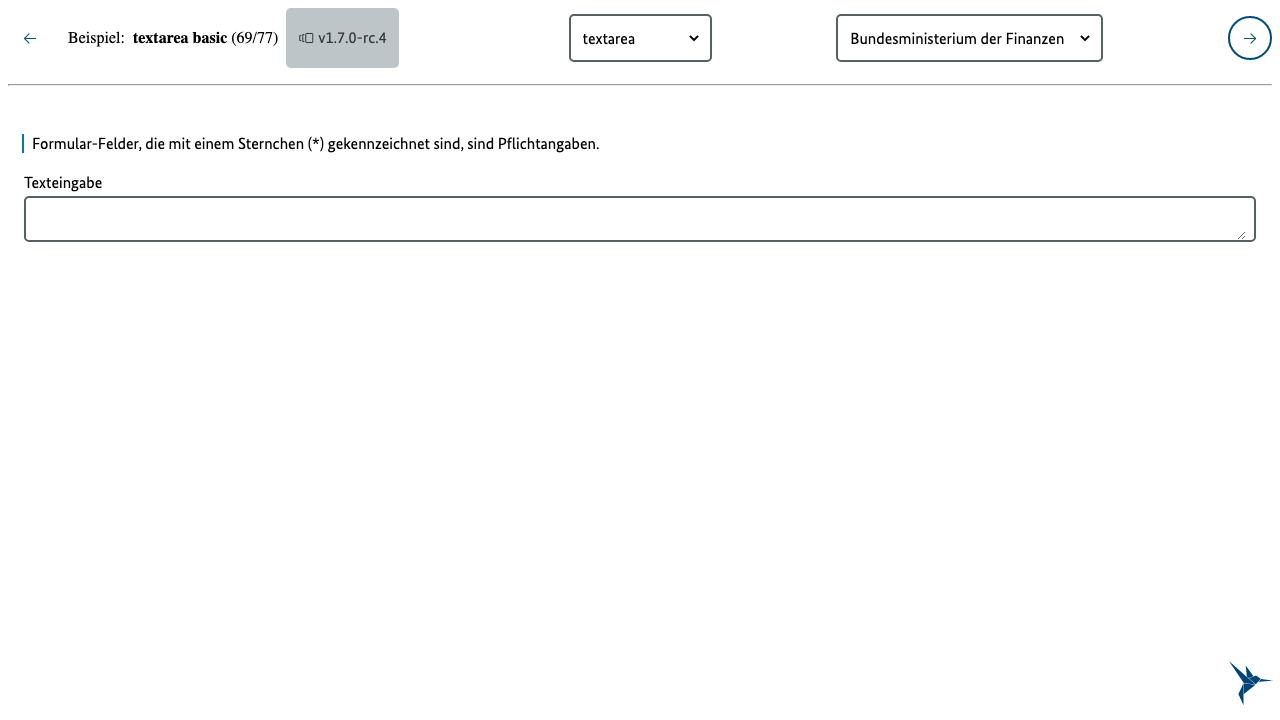 Beispiel: textarea basic (69/77) v1.7.0-rc.4 textarea Bundesministerium der Finanzen
Formular-Felder, die mit einem Sternchen (*) gekennzeichnet sind, sind Pflichtangaben.
Texteingabe